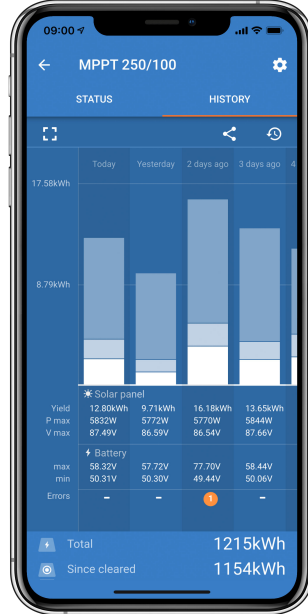 09:00
MPPT 250/100
STATUS HISTORY
Today Yesterday 2 days ago 3 days ago 4
17.58kWh
8.79kWh
Solar panel
Yield 12.80kWh 9.71kWh 16.18kWh 13.65kWh
P max 5832W 5772W 5770W 5844W
V max 87.49V 86.59V 86.54V 87.66V
Battery
max 58.32V 57.72V 77.70V 58.44V
min 50.31V 50.30V 49.44V 50.06V
Errors - - 1 -
Total 1215kWh
Since cleared 1154kWh